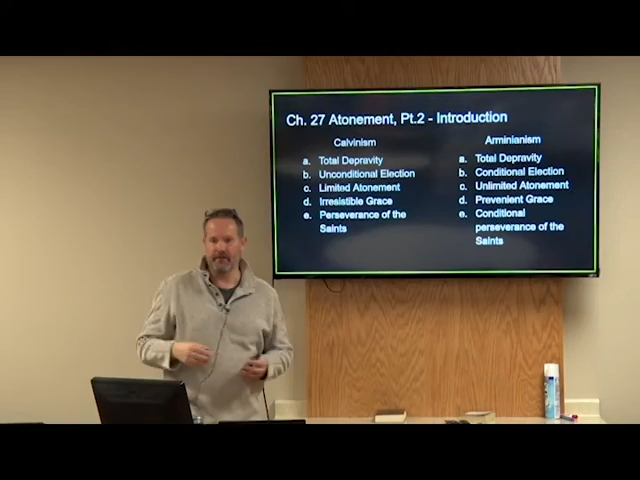 Ch. 27 Atonement, Pt.2 - Introduction
Calvinism
a. Total Depravity
b. Unconditional Election
c. Limited Atonement
d. Irresistible Grace
e. Perseverance of the
Saints
Arminianism
a. Total Depravity
b. Conditional Election
c. Unlimited Atonement
d. Prevenient Grace
e. Conditional
perseverance of the
Saints